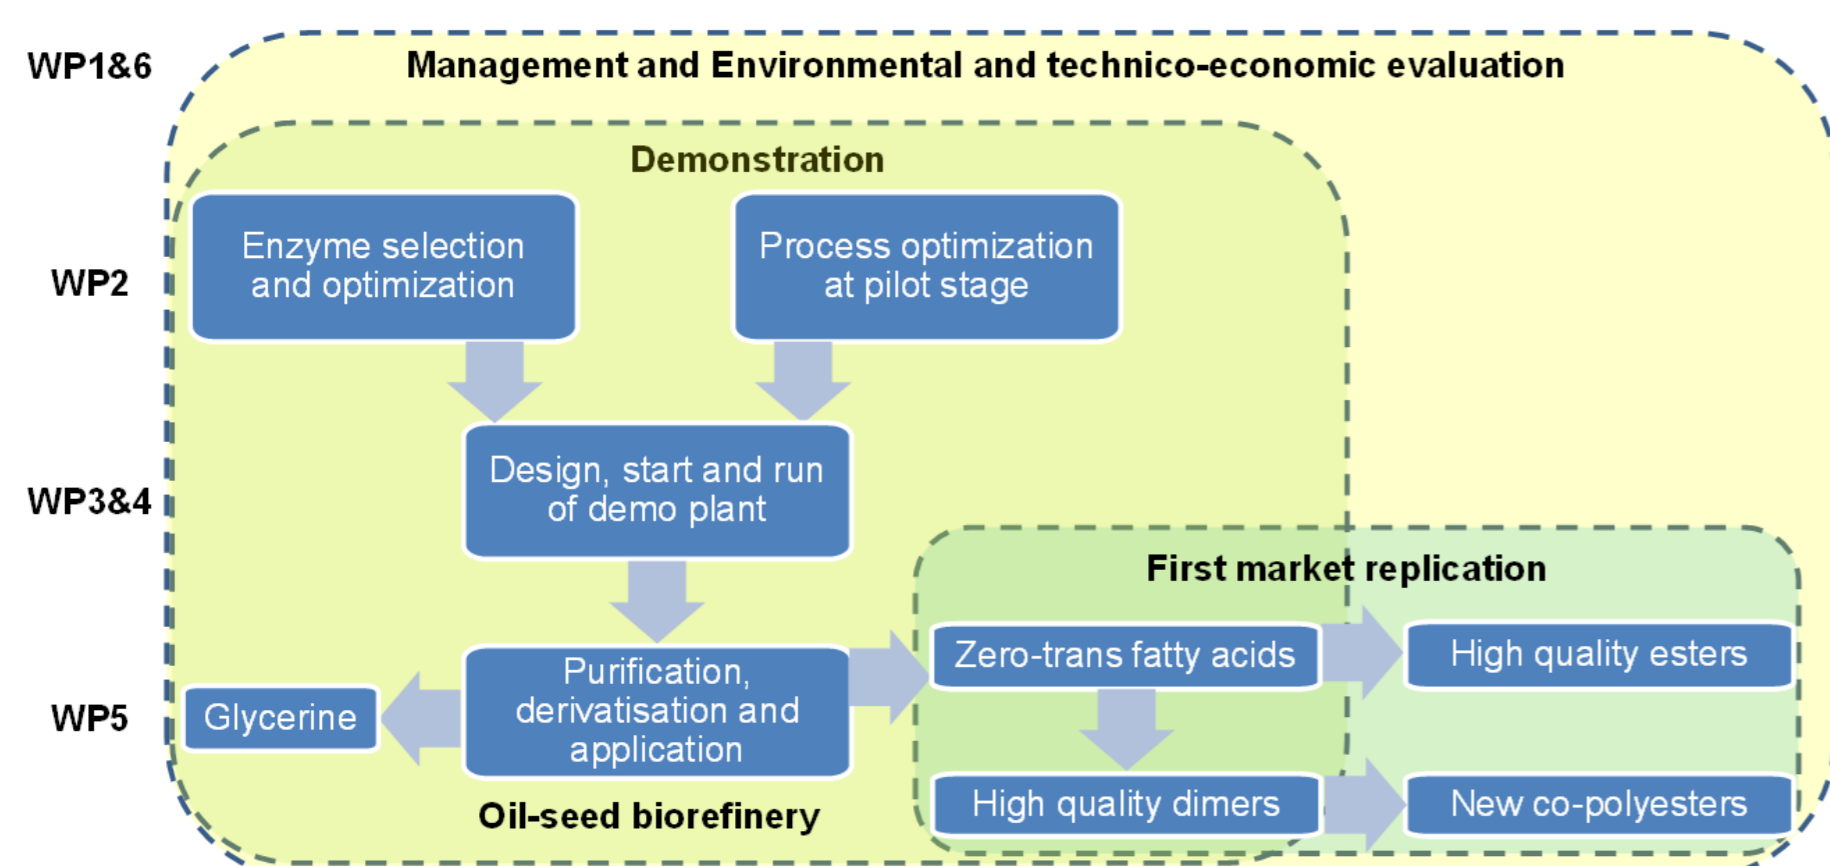 WP1&6
Management and Environmental and technico-economic evaluation
Demonstration
WP2
Enzyme selection
and optimization
Process optimization
at pilot stage
WP3&4
Design, start and run
of demo plant
First market replication
WP5
Glycerine
Purification,
derivatisation and
application
Zero-trans fatty acids
High quality esters
High quality dimers
New co-polyesters
Oil-seed biorefinery